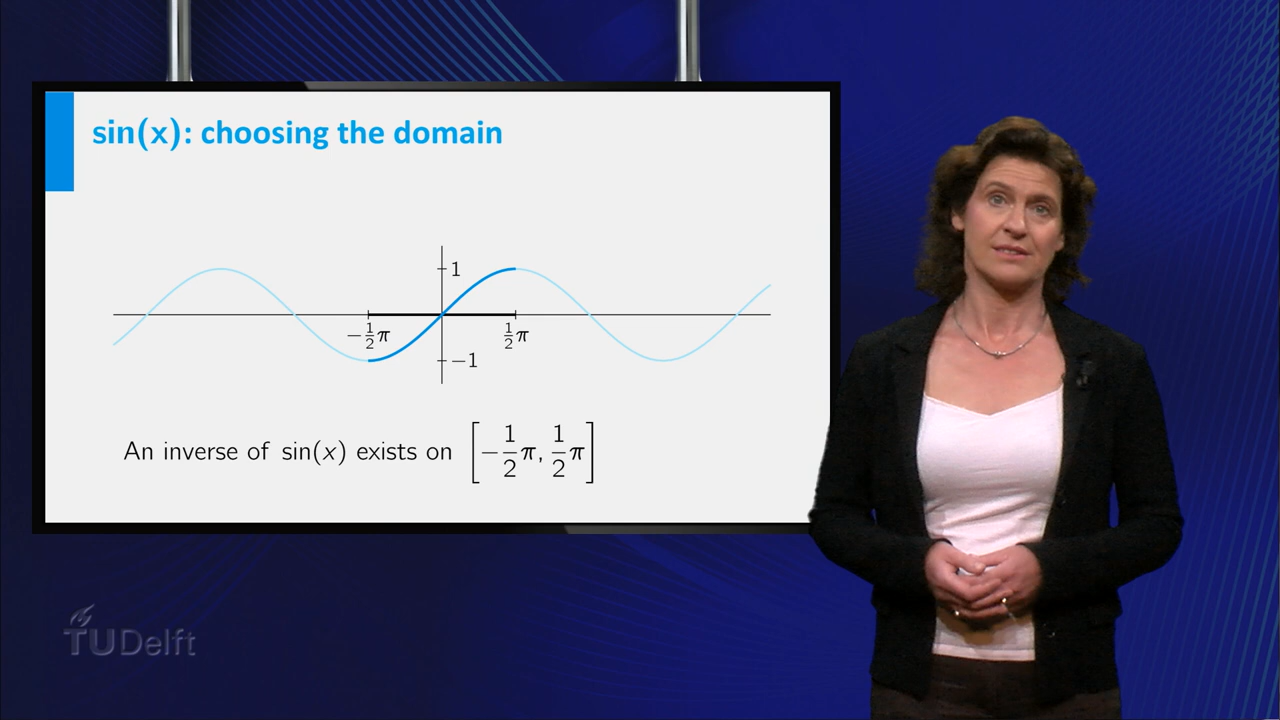 sin(x): choosing the domain
1
−½π
½π
−1
An inverse of sin(x) exists on [−½π, ½π]
TUDelft